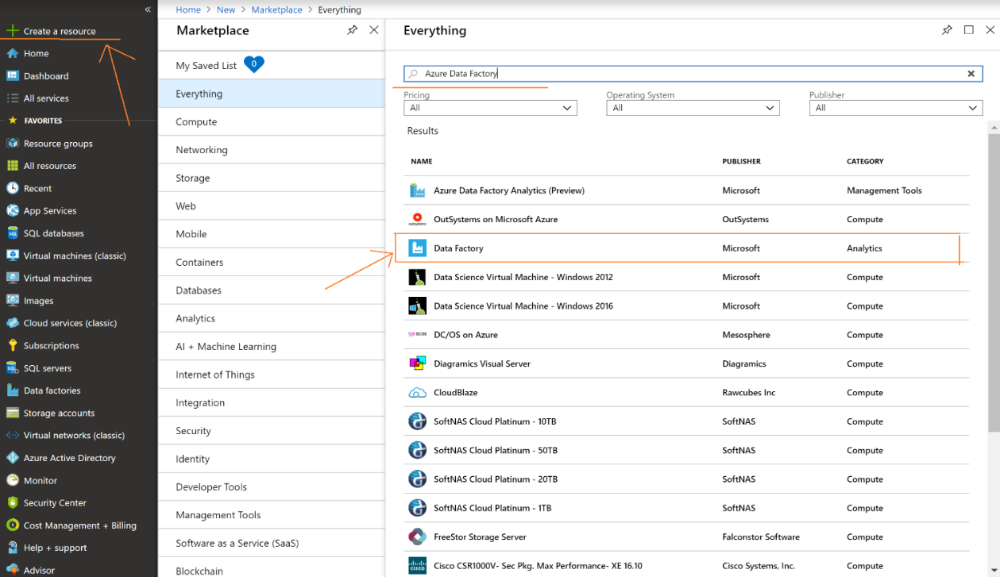 «
Home > New > Marketplace > Everything
Create a resource
Home
Dashboard
All services
FAVORITES
Resource groups
All resources
Recent
App Services
SQL databases
Virtual machines (classic)
Virtual machines
Images
Cloud services (classic)
Subscriptions
SQL servers
Data factories
Storage accounts
Virtual networks (classic)
Azure Active Directory
Monitor
Security Center
Cost Management + Billing
Help + support
Advisor
Marketplace
My Saved List 0
Everything
Compute
Networking
Storage
Web
Mobile
Containers
Databases
Analytics
AI + Machine Learning
Internet of Things
Integration
Security
Identity
Developer Tools
Management Tools
Software as a Service (SaaS)
Blockchain
Everything
Azure Data Factory
Pricing Operating System Publisher
All All All
Results
NAME PUBLISHER CATEGORY
Azure Data Factory Analytics (Preview) Microsoft Management Tools
OutSystems on Microsoft Azure OutSystems Compute
Data Factory Microsoft Analytics
Data Science Virtual Machine - Windows 2012 Microsoft Compute
Data Science Virtual Machine - Windows 2016 Microsoft Compute
DC/OS DC/OS on Azure Mesosphere Compute
Diagramics Visual Server Diagramics Compute
CloudBlaze Rawcubes Inc Compute
SoftNAS Cloud Platinum - 10TB SoftNAS Compute
SoftNAS Cloud Platinum - 50TB SoftNAS Compute
SoftNAS Cloud Platinum - 20TB SoftNAS Compute
SoftNAS Cloud Platinum - 1TB SoftNAS Compute
FreeStor Storage Server Falconstor Software Compute
CISCO Cisco CSR1000V- Sec Pkg. Max Performance- XE 16.10 Cisco Systems, Inc. Compute